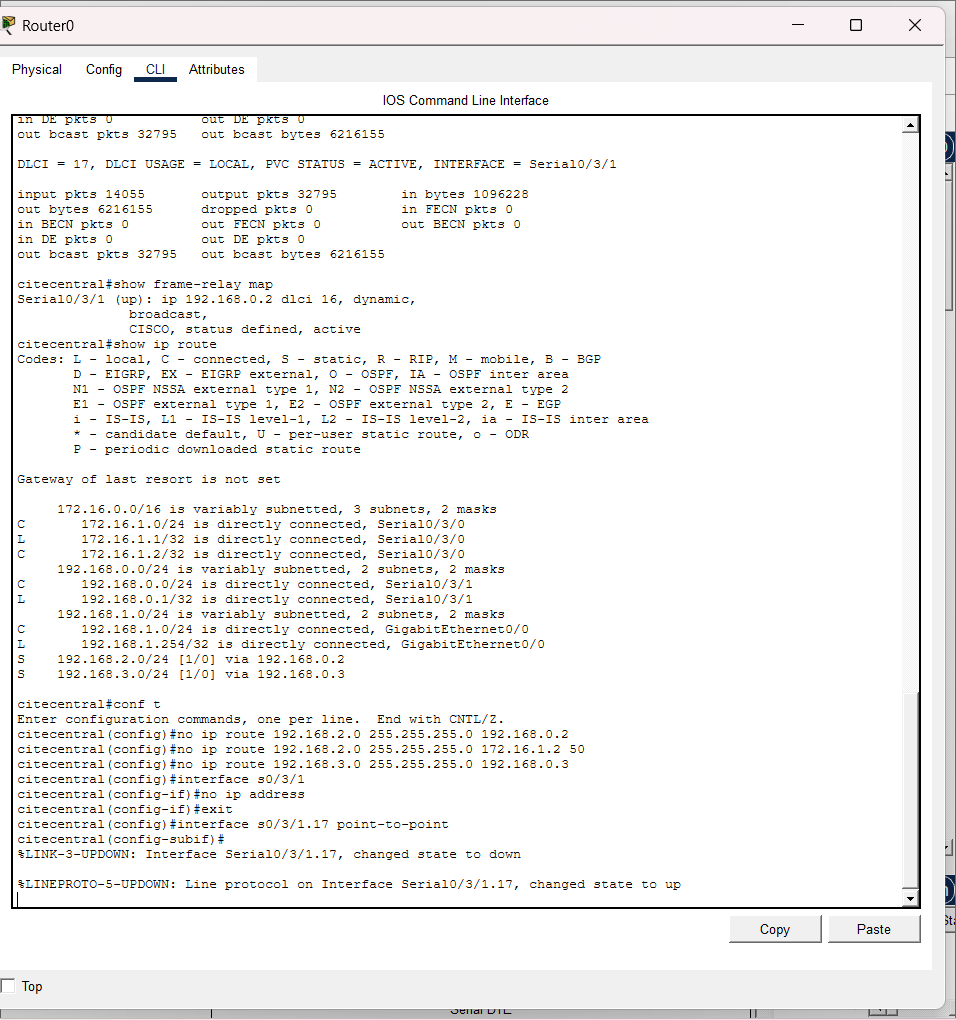 Router0
Physical Config CLI Attributes
IOS Command Line Interface
in DE pkts 0 out DE pkts 0
out bcast pkts 32795 out bcast bytes 6216155
DLCI = 17, DLCI USAGE = LOCAL, PVC STATUS = ACTIVE, INTERFACE = Serial0/3/1
input pkts 14055 output pkts 32795 in bytes 1096228
out bytes 6216155 dropped pkts 0 in FECN pkts 0
in BECN pkts 0 out FECN pkts 0 out BECN pkts 0
in DE pkts 0 out DE pkts 0
out bcast pkts 32795 out bcast bytes 6216155
citecentral#show frame-relay map
Serial0/3/1 (up): ip 192.168.0.2 dlci 16, dynamic,
broadcast,
CISCO, status defined, active
citecentral#show ip route
Codes: L - local, C - connected, S - static, R - RIP, M - mobile, B - BGP
D - EIGRP, EX - EIGRP external, O - OSPF, IA - OSPF inter area
N1 - OSPF NSSA external type 1, N2 - OSPF NSSA external type 2
E1 - OSPF external type 1, E2 - OSPF external type 2, E - EGP
i - IS-IS, L1 - IS-IS level-1, L2 - IS-IS level-2, ia - IS-IS inter area
* - candidate default, U - per-user static route, o - ODR
P - periodic downloaded static route
Gateway of last resort is not set
172.16.0.0/16 is variably subnetted, 3 subnets, 2 masks
C 172.16.1.0/24 is directly connected, Serial0/3/0
L 172.16.1.1/32 is directly connected, Serial0/3/0
C 172.16.1.2/32 is directly connected, Serial0/3/0
192.168.0.0/24 is variably subnetted, 2 subnets, 2 masks
C 192.168.0.0/24 is directly connected, Serial0/3/1
L 192.168.0.1/32 is directly connected, Serial0/3/1
192.168.1.0/24 is variably subnetted, 2 subnets, 2 masks
C 192.168.1.0/24 is directly connected, GigabitEthernet0/0
L 192.168.1.254/32 is directly connected, GigabitEthernet0/0
S 192.168.2.0/24 [1/0] via 192.168.0.2
S 192.168.3.0/24 [1/0] via 192.168.0.3
citecentral#conf t
Enter configuration commands, one per line. End with CNTL/Z.
citecentral(config)#no ip route 192.168.2.0 255.255.255.0 192.168.0.2
citecentral(config)#no ip route 192.168.2.0 255.255.255.0 172.16.1.2 50
citecentral(config)#no ip route 192.168.3.0 255.255.255.0 192.168.0.3
citecentral(config)#interface s0/3/1
citecentral(config-if)#no ip address
citecentral(config-if)#exit
citecentral(config)#interface s0/3/1.17 point-to-point
citecentral(config-subif)#
%LINK-3-UPDOWN: Interface Serial0/3/1.17, changed state to down
%LINEPROTO-5-UPDOWN: Line protocol on Interface Serial0/3/1.17, changed state to up
Copy Paste
Top
Serial DTE